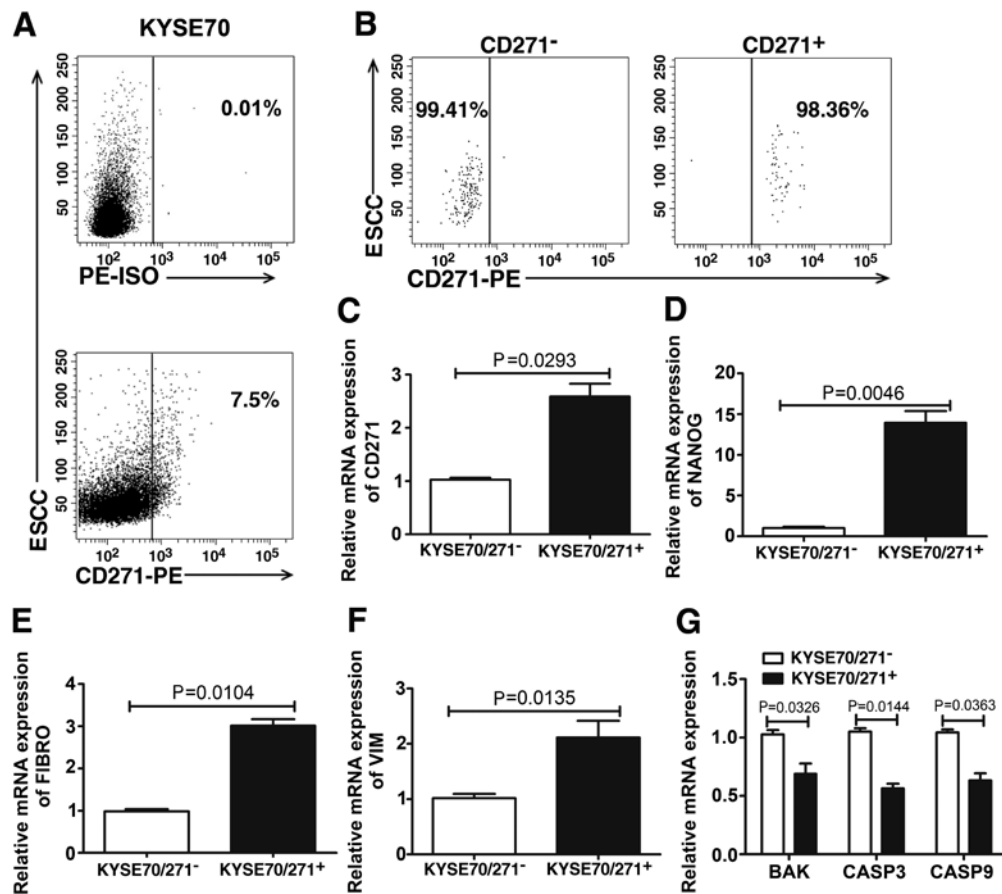 A
KYSE70
250
200
150
100
50
0.01%
10²
10³
10⁴
10⁵
PE-ISO
250
200
150
100
50
7.5%
10²
10³
10⁴
10⁵
ESCC
CD271-PE
B
CD271⁻
CD271⁺
250
200
150
100
50
99.41%
10²
10³
10⁴
10⁵
250
200
150
100
50
98.36%
10²
10³
10⁴
10⁵
ESCC
CD271-PE
C
Relative mRNA expression
of CD271
3
2
1
0
P=0.0293
KYSE70/271⁻
KYSE70/271⁺
D
Relative mRNA expression
of NANOG
20
15
10
5
0
P=0.0046
KYSE70/271⁻
KYSE70/271⁺
E
Relative mRNA expression
of FIBRO
4
3
2
1
0
P=0.0104
KYSE70/271⁻
KYSE70/271⁺
F
Relative mRNA expression
of VIM
3
2
1
0
P=0.0135
KYSE70/271⁻
KYSE70/271⁺
G
KYSE70/271⁻
KYSE70/271⁺
Relative mRNA expression
1.0
0.5
0.0
P=0.0326
P=0.0144
P=0.0363
BAK
CASP3
CASP9